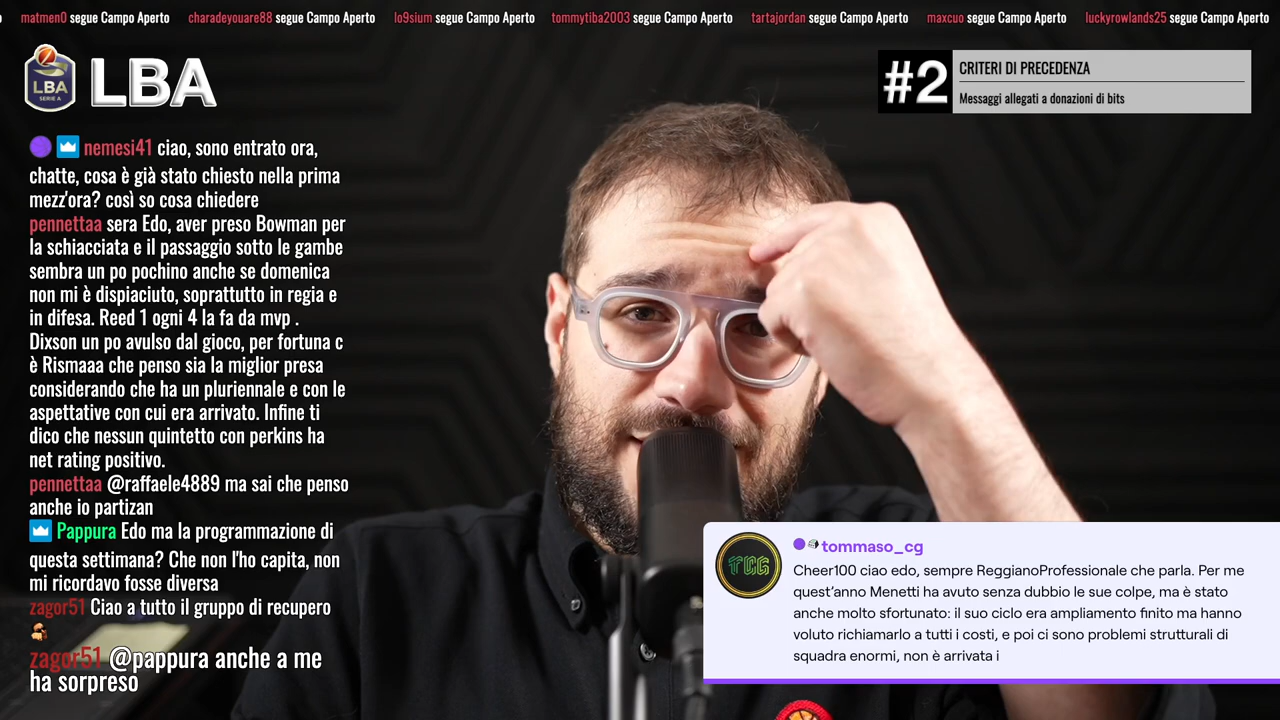 matmen0 segue Campo Aperto charadeyouare88 segue Campo Aperto lo9sium segue Campo Aperto tommytiba2003 segue Campo Aperto tartajordan segue Campo Aperto maxcuo segue Campo Aperto luckyrowlands25 segue Campo Aperto
LBA
SERIE A
LBA
#2
CRITERI DI PRECEDENZA
Messaggi allegati a donazioni di bits
nemesi41 ciao, sono entrato ora,
chatte, cosa è già stato chiesto nella prima
mezz'ora? così so cosa chiedere
pennettaa sera Edo, aver preso Bowman per
la schiacciata e il passaggio sotto le gambe
sembra un po pochino anche se domenica
non mi è dispiaciuto, soprattutto in regia e
in difesa. Reed 1 ogni 4 la fa da mvp .
Dixson un po avulso dal gioco, per fortuna c
è Rismaaa che penso sia la miglior presa
considerando che ha un pluriennale e con le
aspettative con cui era arrivato. Infine ti
dico che nessun quintetto con perkins ha
net rating positivo.
pennettaa @raffaele4889 ma sai che penso
anche io partizan
Pappura Edo ma la programmazione di
questa settimana? Che non l'ho capita, non
mi ricordavo fosse diversa
zagor51 Ciao a tutto il gruppo di recupero
zagor51 @pappura anche a me
ha sorpreso
TCG
tommaso_cg
Cheer100 ciao edo, sempre ReggianoProfessionale che parla. Per me
quest'anno Menetti ha avuto senza dubbio le sue colpe, ma è stato
anche molto sfortunato: il suo ciclo era ampliamento finito ma hanno
voluto richiamarlo a tutti i costi, e poi ci sono problemi strutturali di
squadra enormi, non è arrivata i